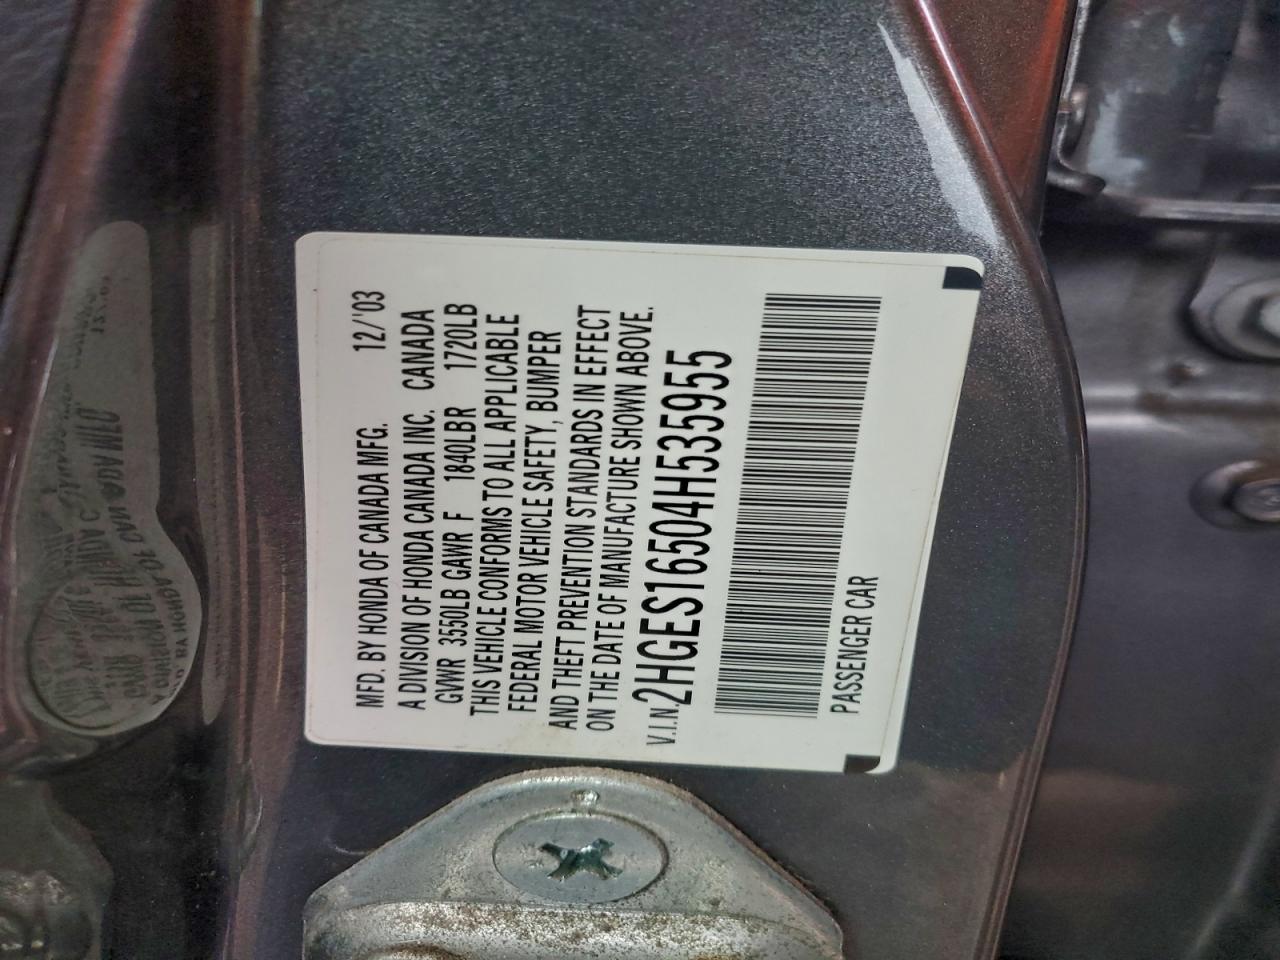 MFD. BY HONDA OF CANADA MFG. 12/'03
A DIVISION OF HONDA CANADA INC. CANADA
GVWR 3550LB GAWR F 1840LBR 1720LB
THIS VEHICLE CONFORMS TO ALL APPLICABLE
FEDERAL MOTOR VEHICLE SAFETY, BUMPER
AND THEFT PREVENTION STANDARDS IN EFFECT
ON THE DATE OF MANUFACTURE SHOWN ABOVE.
V.I.N. 2HGES16504H535955
PASSENGER CAR